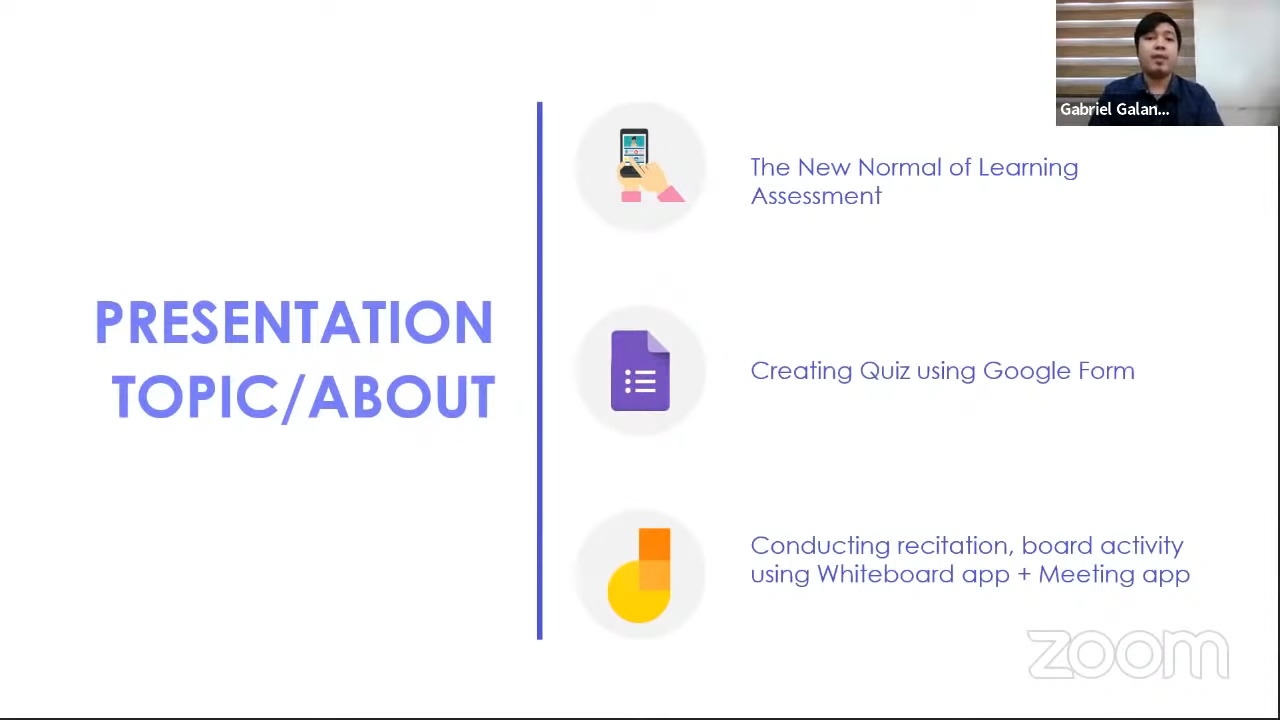 PRESENTATION
TOPIC/ABOUT
The New Normal of Learning
Assessment
Creating Quiz using Google Form
Conducting recitation, board activity
using Whiteboard app + Meeting app
Gabriel Galan...
zoom